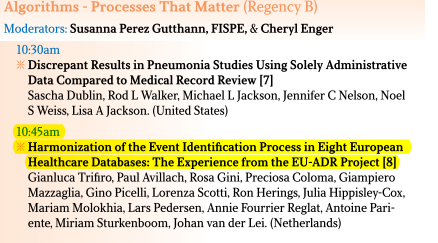 Algorithms - Processes That Matter (Regency B)
Moderators: Susanna Perez Gutthann, FISPE, & Cheryl Enger
10:30am
※ Discrepant Results in Pneumonia Studies Using Solely Administrative
Data Compared to Medical Record Review [7]
Sascha Dublin, Rod L Walker, Michael L Jackson, Jennifer C Nelson, Noel
S Weiss, Lisa A Jackson. (United States)
10:45am
※ Harmonization of the Event Identification Process in Eight European
Healthcare Databases: The Experience from the EU-ADR Project [8]
Gianluca Trifiro, Paul Avillach, Rosa Gini, Preciosa Coloma, Giampiero
Mazzaglia, Gino Picelli, Lorenza Scotti, Ron Herings, Julia Hippisley-Cox,
Mariam Molokhia, Lars Pedersen, Annie Fourrier Reglat, Antoine Pari-
ente, Miriam Sturkenboom, Johan van der Lei. (Netherlands)